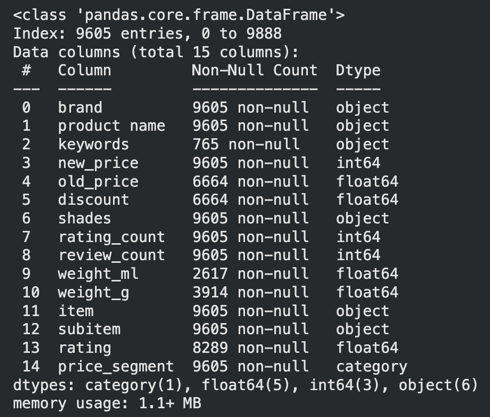 <class 'pandas.core.frame.DataFrame'>
Index: 9605 entries, 0 to 9888
Data columns (total 15 columns):
 #   Column         Non-Null Count  Dtype
---  ------         --------------  -----
 0   brand          9605 non-null   object
 1   product name   9605 non-null   object
 2   keywords       765 non-null    object
 3   new_price      9605 non-null   int64
 4   old_price      6664 non-null   float64
 5   discount       6664 non-null   float64
 6   shades         9605 non-null   object
 7   rating_count   9605 non-null   int64
 8   review_count   9605 non-null   int64
 9   weight_ml      2617 non-null   float64
 10  weight_g       3914 non-null   float64
 11  item           9605 non-null   object
 12  subitem        9605 non-null   object
 13  rating         8289 non-null   float64
 14  price_segment  9605 non-null   category
dtypes: category(1), float64(5), int64(3), object(6)
memory usage: 1.1+ MB